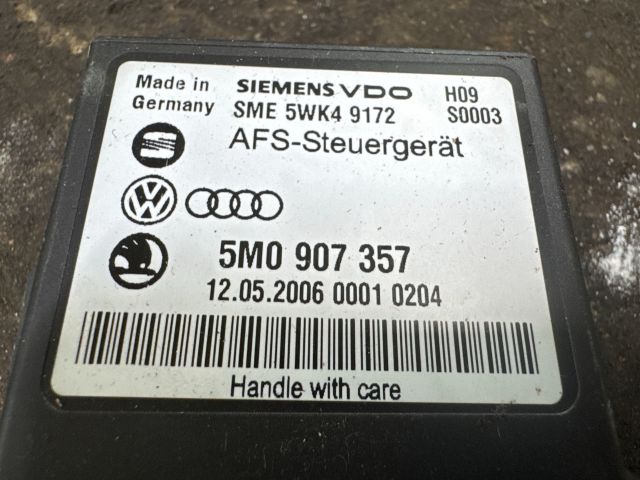 Made in Germany
SIEMENS VDO H09
SME 5WK4 9172 S0003
AFS-Steuergerät
5M0 907 357
12.05.2006 0001 0204
Handle with care